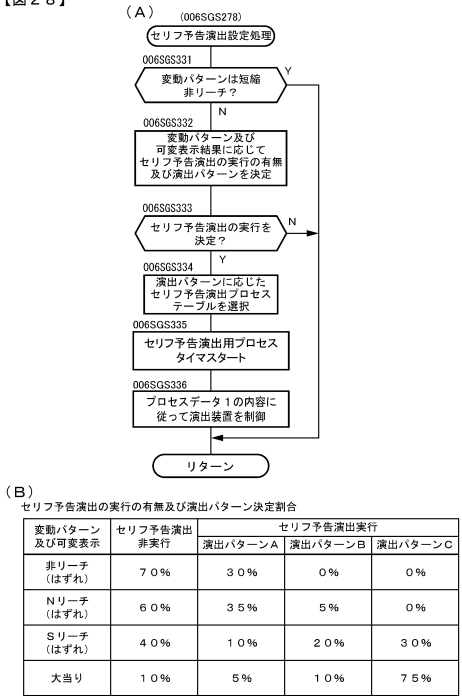 【図２８】
（Ａ）
(006SGS278)
セリフ予告演出設定処理
006SGS331
変動パターンは短縮
非リーチ？
Y
N
006SGS332
変動パターン及び
可変表示結果に応じて
セリフ予告演出の実行の有無
及び演出パターンを決定
006SGS333
セリフ予告演出の実行を
決定？
N
Y
006SGS334
演出パターンに応じた
セリフ予告演出プロセス
テーブルを選択
006SGS335
セリフ予告演出用プロセス
タイマスタート
006SGS336
プロセスデータ１の内容に
従って演出装置を制御
リターン
（Ｂ）
セリフ予告演出の実行の有無及び演出パターン決定割合
変動パターン
及び可変表示
セリフ予告演出
非実行
セリフ予告演出実行
演出パターンＡ 演出パターンＢ 演出パターンＣ
非リーチ
（はずれ）
７０％ ３０％ ０％ ０％
Ｎリーチ
（はずれ）
６０％ ３５％ ５％ ０％
Ｓリーチ
（はずれ）
４０％ １０％ ２０％ ３０％
大当り １０％ ５％ １０％ ７５％